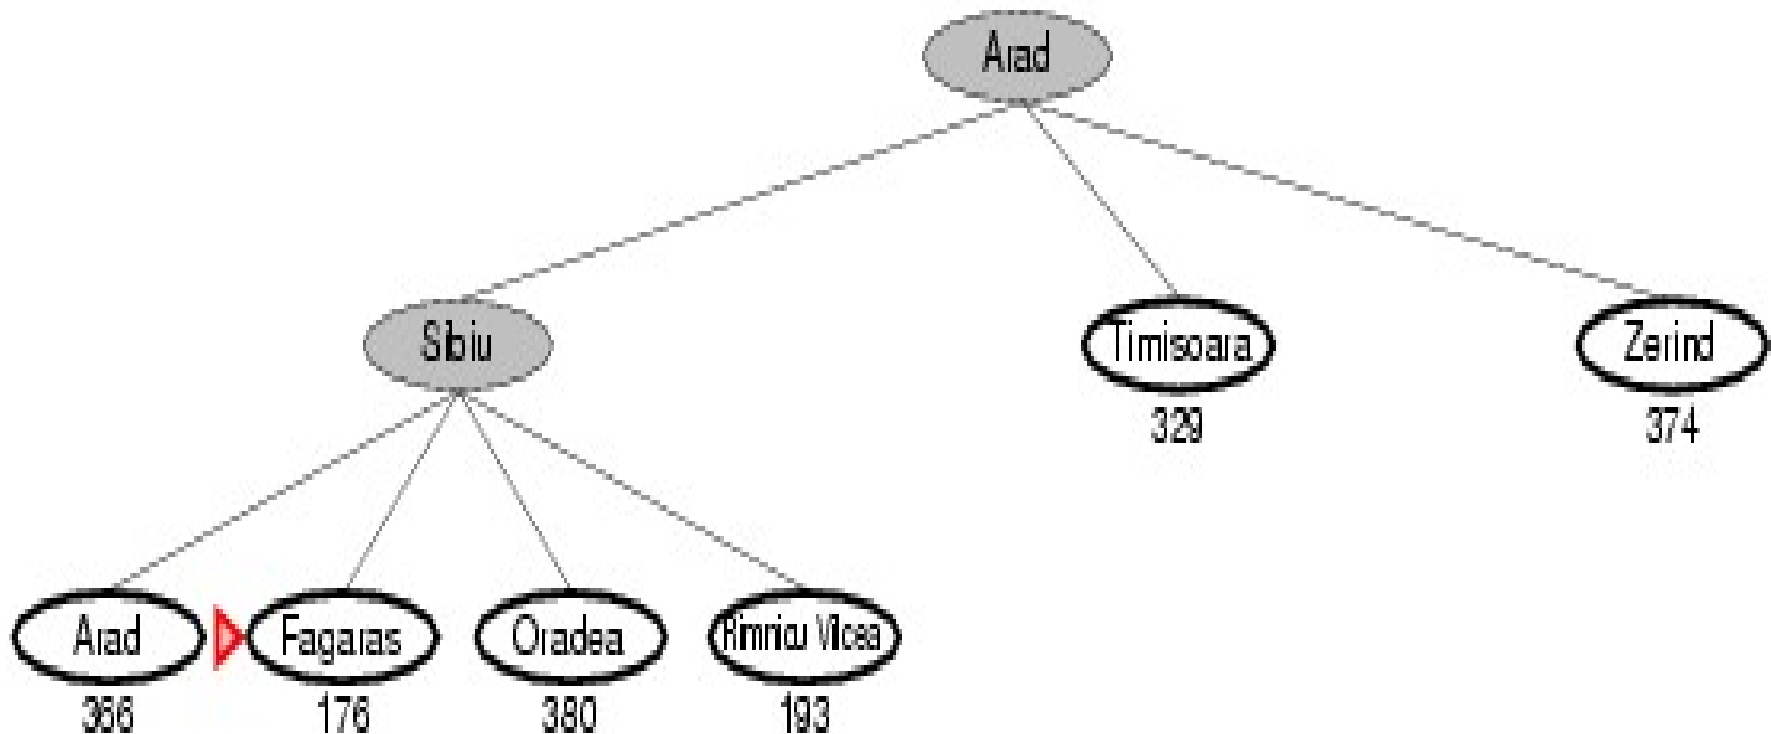 Arad
Sibiu
Timisoara
Zerind
329
374
Arad
Fagaras
Oradea
Rimnicu Vilcea
366
176
380
193